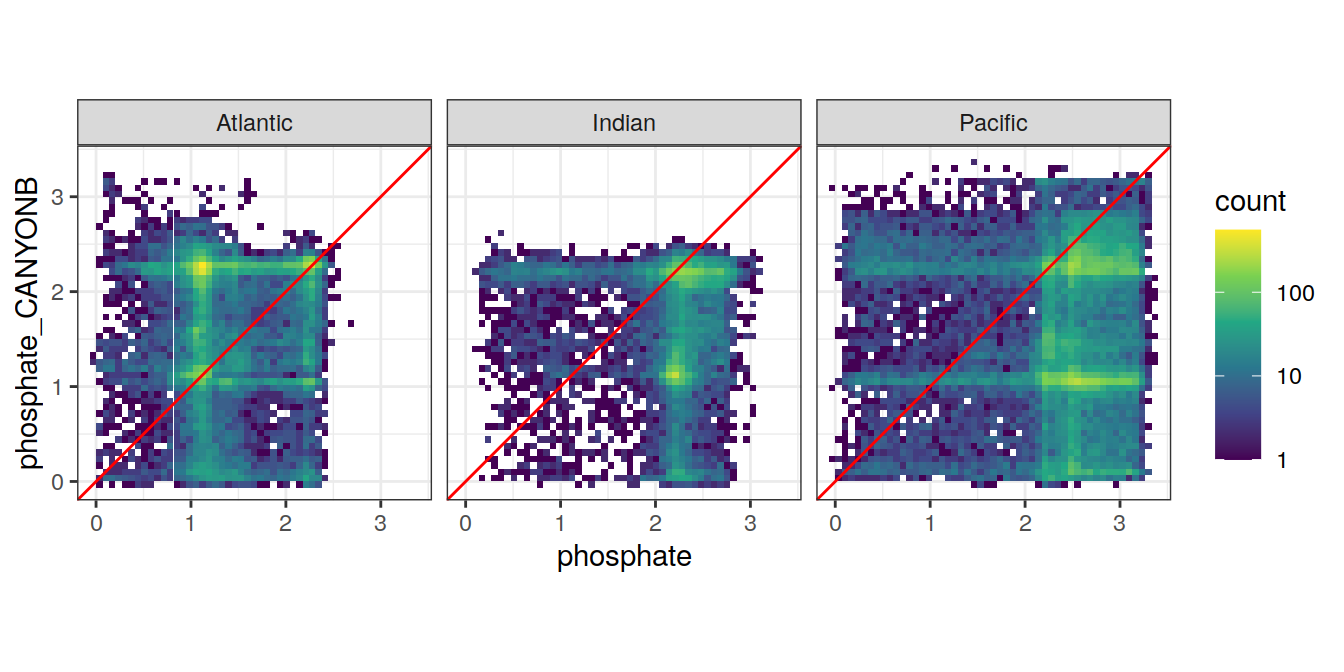 Atlantic Indian Pacific
phosphate_CANYONB
3
2
1
0
0 1 2 3 0 1 2 3 0 1 2 3
phosphate
count
100
10
1